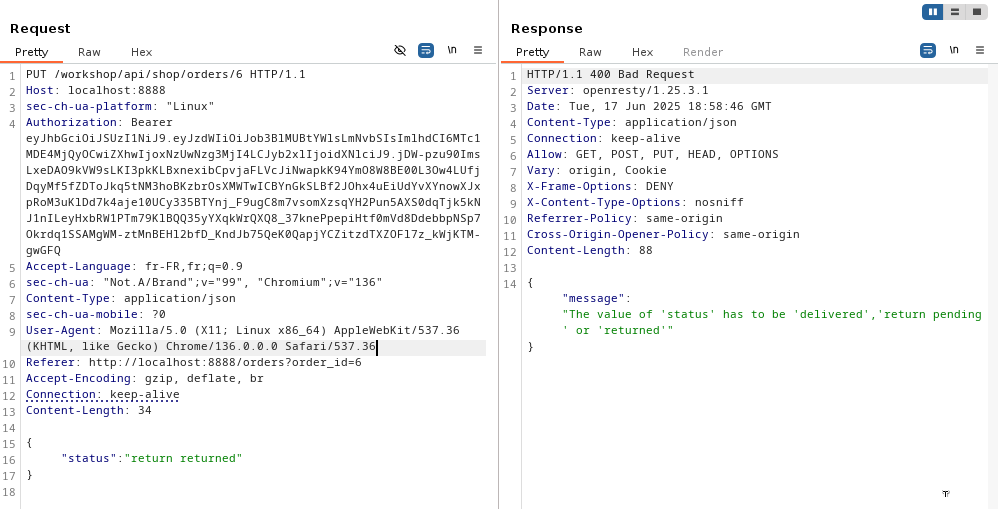 Request
Pretty Raw Hex \n
1 PUT /workshop/api/shop/orders/6 HTTP/1.1
2 Host: localhost:8888
3 sec-ch-ua-platform: "Linux"
4 Authorization: Bearer
eyJhbGciOiJSUzI1NiJ9.eyJzdWIiOiJob3BlMUBtYWlsLmNvbSIsImlhdCI6MTc1
MDE4MjQyOCwiZXhwIjoxNzUwNzg3MjI4LCJyb2xlIjoidXNlciJ9.jDW-pzu90Ims
LxeDAO9kVW9sLKI3pkKLBxnexibCpvjaFLVcJiNwapkK94YmO8W8BE00L3Ow4LUfj
DqyMf5fZDToJkq5tNM3hoBKzbrOsXMWTwICBYnGkSLBf2JOhx4uEiUdYvXYnowXJx
pRoM3uK1Dd7k4aje10UCy335BTYnj_F9ugC8m7vsomXzsqYH2Pun5AXS0dqTjk5kN
J1nILeyHxbRW1PTm79KlBQQ35yYXqkWrQXQ8_37knePpepiHtf0mVd8DdebbpNSp7
Okrdq1SSAMgWM-ztMnBEHl2bfD_KndJb75QeK0QapjYCZitzdTXZOFl7z_kWjKTM-
gwGFQ
5 Accept-Language: fr-FR,fr;q=0.9
6 sec-ch-ua: "Not.A/Brand";v="99", "Chromium";v="136"
7 Content-Type: application/json
8 sec-ch-ua-mobile: ?0
9 User-Agent: Mozilla/5.0 (X11; Linux x86_64) AppleWebKit/537.36
(KHTML, like Gecko) Chrome/136.0.0.0 Safari/537.36
10 Referer: http://localhost:8888/orders?order_id=6
11 Accept-Encoding: gzip, deflate, br
12 Connection: keep-alive
13 Content-Length: 34
14
15 {
16 "status":"return returned"
17 }
18
Response
Pretty Raw Hex Render \n
1 HTTP/1.1 400 Bad Request
2 Server: openresty/1.25.3.1
3 Date: Tue, 17 Jun 2025 18:58:46 GMT
4 Content-Type: application/json
5 Connection: keep-alive
6 Allow: GET, POST, PUT, HEAD, OPTIONS
7 Vary: origin, Cookie
8 X-Frame-Options: DENY
9 X-Content-Type-Options: nosniff
10 Referrer-Policy: same-origin
11 Cross-Origin-Opener-Policy: same-origin
12 Content-Length: 88
13
14 {
"message":
"The value of 'status' has to be 'delivered','return pending
' or 'returned'"
}